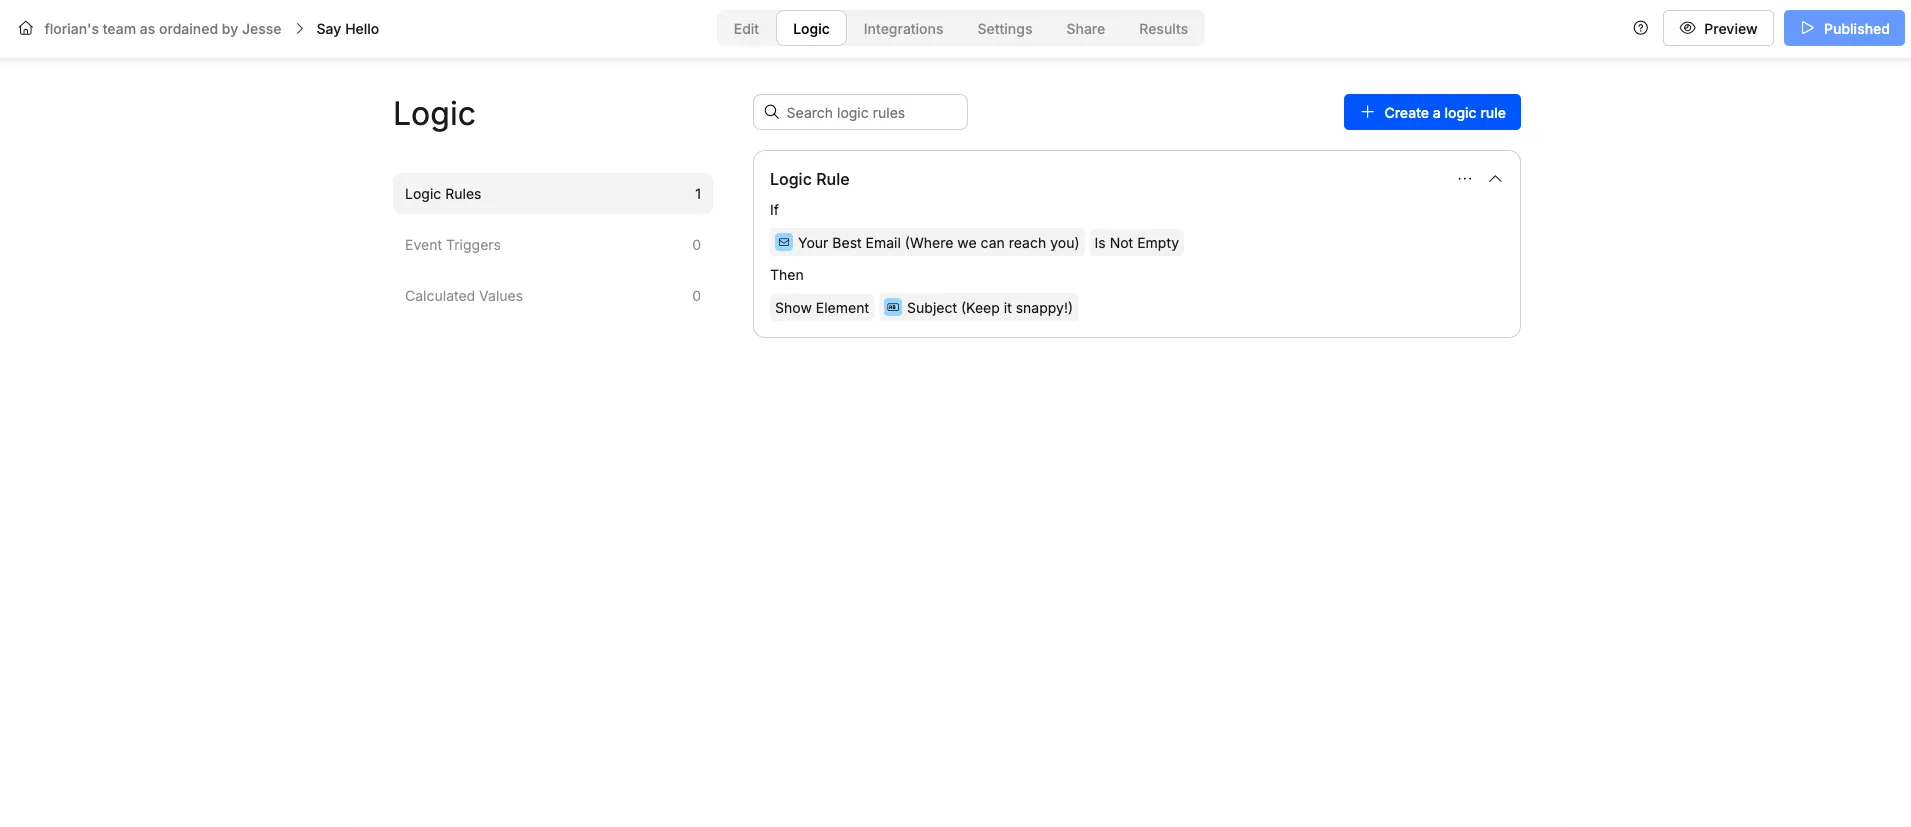 florian's team as ordained by Jesse > Say Hello
Edit Logic Integrations Settings Share Results
Preview Published
Logic
Search logic rules
Create a logic rule
Logic Rules 1
Event Triggers 0
Calculated Values 0
Logic Rule
If
Your Best Email (Where we can reach you) Is Not Empty
Then
Show Element Subject (Keep it snappy!)